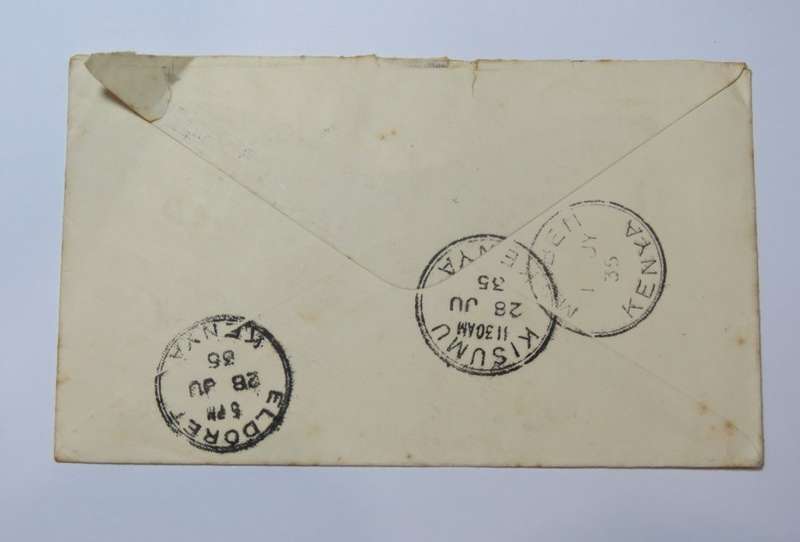 ELDORET
5 PM
28 JU
35
KENYA
KISUMU
11 30 AM
28 JU
35
KENYA
1 JY
35
KENYA